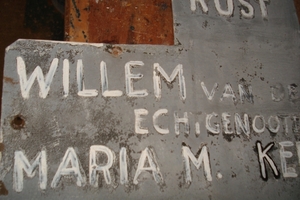 RUST
WILLEM VAN DE
ECH.GENOOT
MARIA M. KE